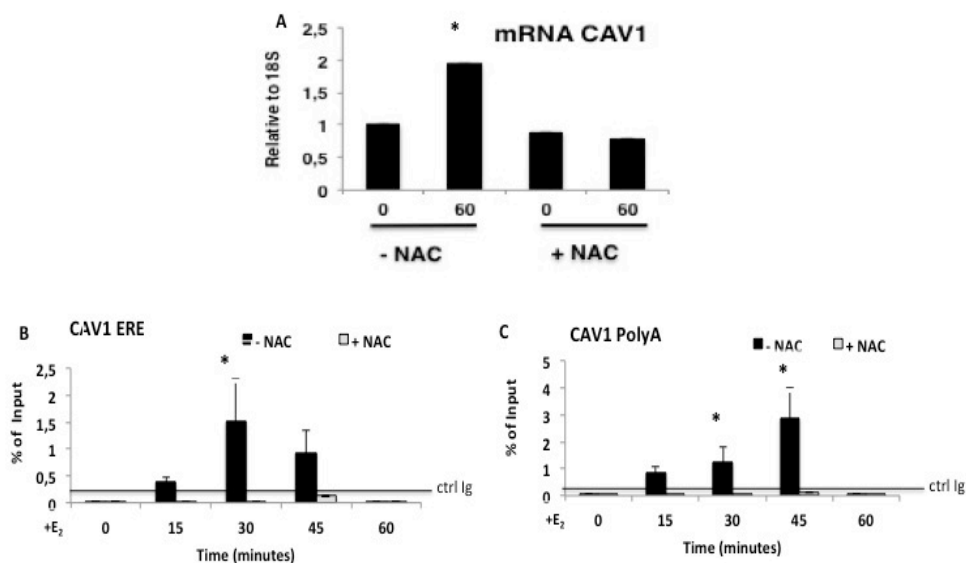 A
mRNA CAV1
*
Relative to 18S
2,5
2
1,5
1
0,5
0
0 60 0 60
- NAC + NAC
B
CAV1 ERE
- NAC + NAC
*
% of Input
2,5
2
1,5
1
0,5
0
ctrl Ig
+E₂ 0 15 30 45 60
Time (minutes)
C
CAV1 PolyA
- NAC + NAC
*
*
% of Input
5
4
3
2
1
0
ctrl Ig
+E₂ 0 15 30 45 60
Time (minutes)